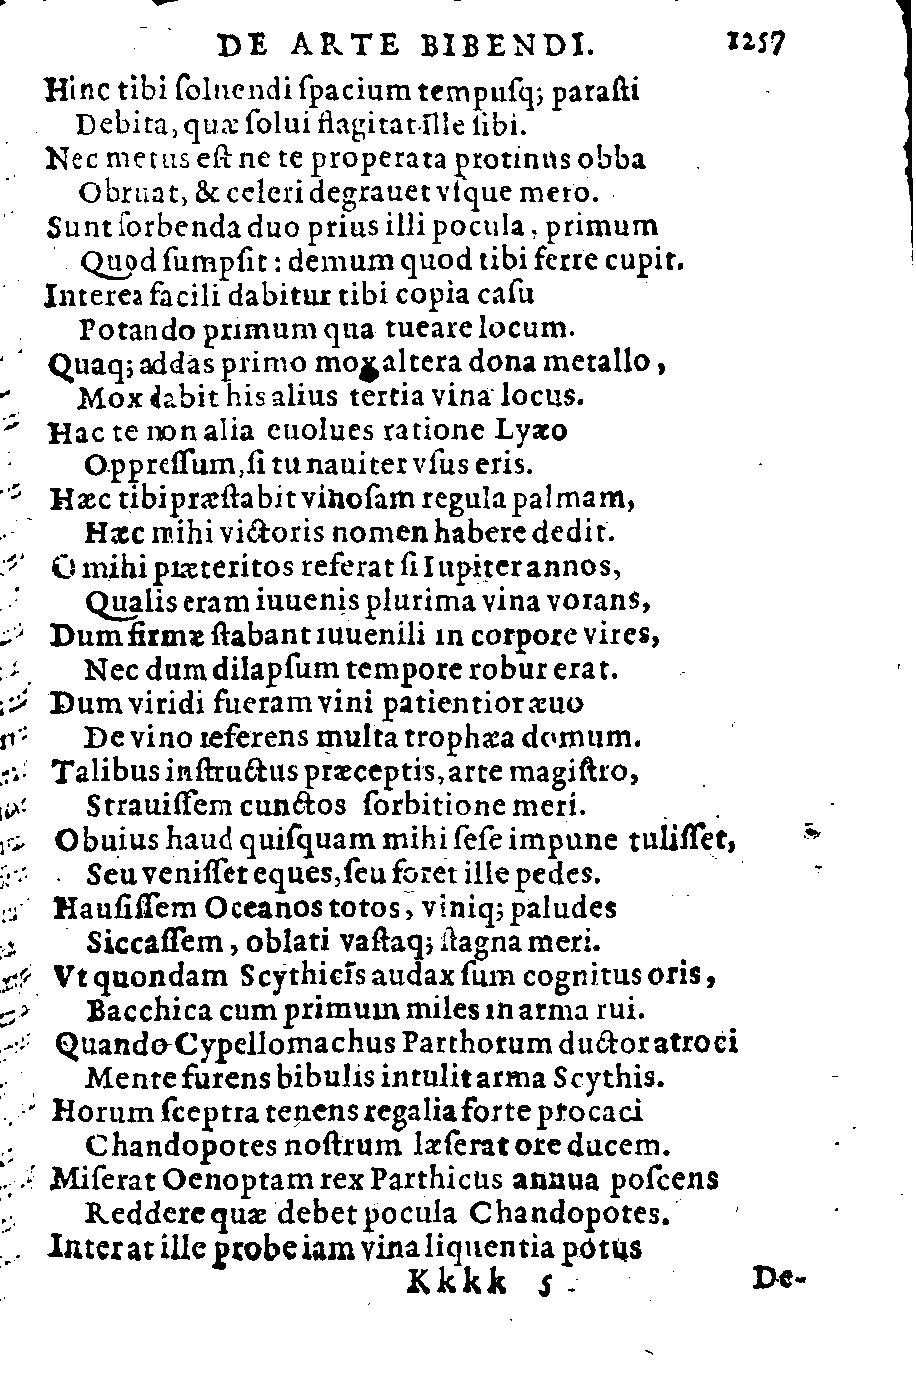 DE ARTE BIBENDI. 1257
Hinc tibi ſoluendi ſpacium tempuſq; paraſti
Debita, quæ ſolui flagitat ille ſibi.
Nec metus eſt ne te properata protinus obba
Obruat, & celeri degrauet vſque mero.
Sunt ſorbenda duo prius illi pocula, primum
Quod ſumpſit : demum quod tibi ferre cupit.
Interea facili dabitur tibi copia caſu
Potando primum qua tueare locum.
Quaq; addas primo mox altera dona metallo,
Mox dabit his alius tertia vina locus.
Hac te non alia euolues ratione Lyæo
Oppreſſum, ſi tu nauiter vſus eris.
Hæc tibi præſtabit vinoſam regula palmam,
Hæc mihi victoris nomen habere dedit.
O mihi præteritos referat ſi Iupiter annos,
Qualis eram iuuenis plurima vina vorans,
Dum firmæ ſtabant iuuenili in corpore vires,
Nec dum dilapſum tempore robur erat.
Dum viridi fueram vini patientior æuo
De vino referens multa trophæa domum.
Talibus inſtructus præceptis, arte magiſtro,
Strauiſſem cunctos ſorbitione meri.
Obuius haud quiſquam mihi ſeſe impune tuliſſet,
Seu veniſſet eques, ſeu foret ille pedes.
Hauſiſſem Oceanos totos, viniq; paludes
Siccaſſem, oblati vaſtaq; ſtagna meri.
Vt quondam Scythicis audax ſum cognitus oris,
Bacchica cum primum miles in arma rui.
Quando Cypellomachus Parthorum ductor atroci
Mente furens bibulis intulit arma Scythis.
Horum ſceptra tenens regalia forte procaci
Chandopotes noſtrum læſerat ore ducem.
Miſerat Oenoptam rex Parthicus annua poſcens
Reddere quæ debet pocula Chandopotes.
Interat ille probe iam vina liquentia potus
Kkkk 5 De-